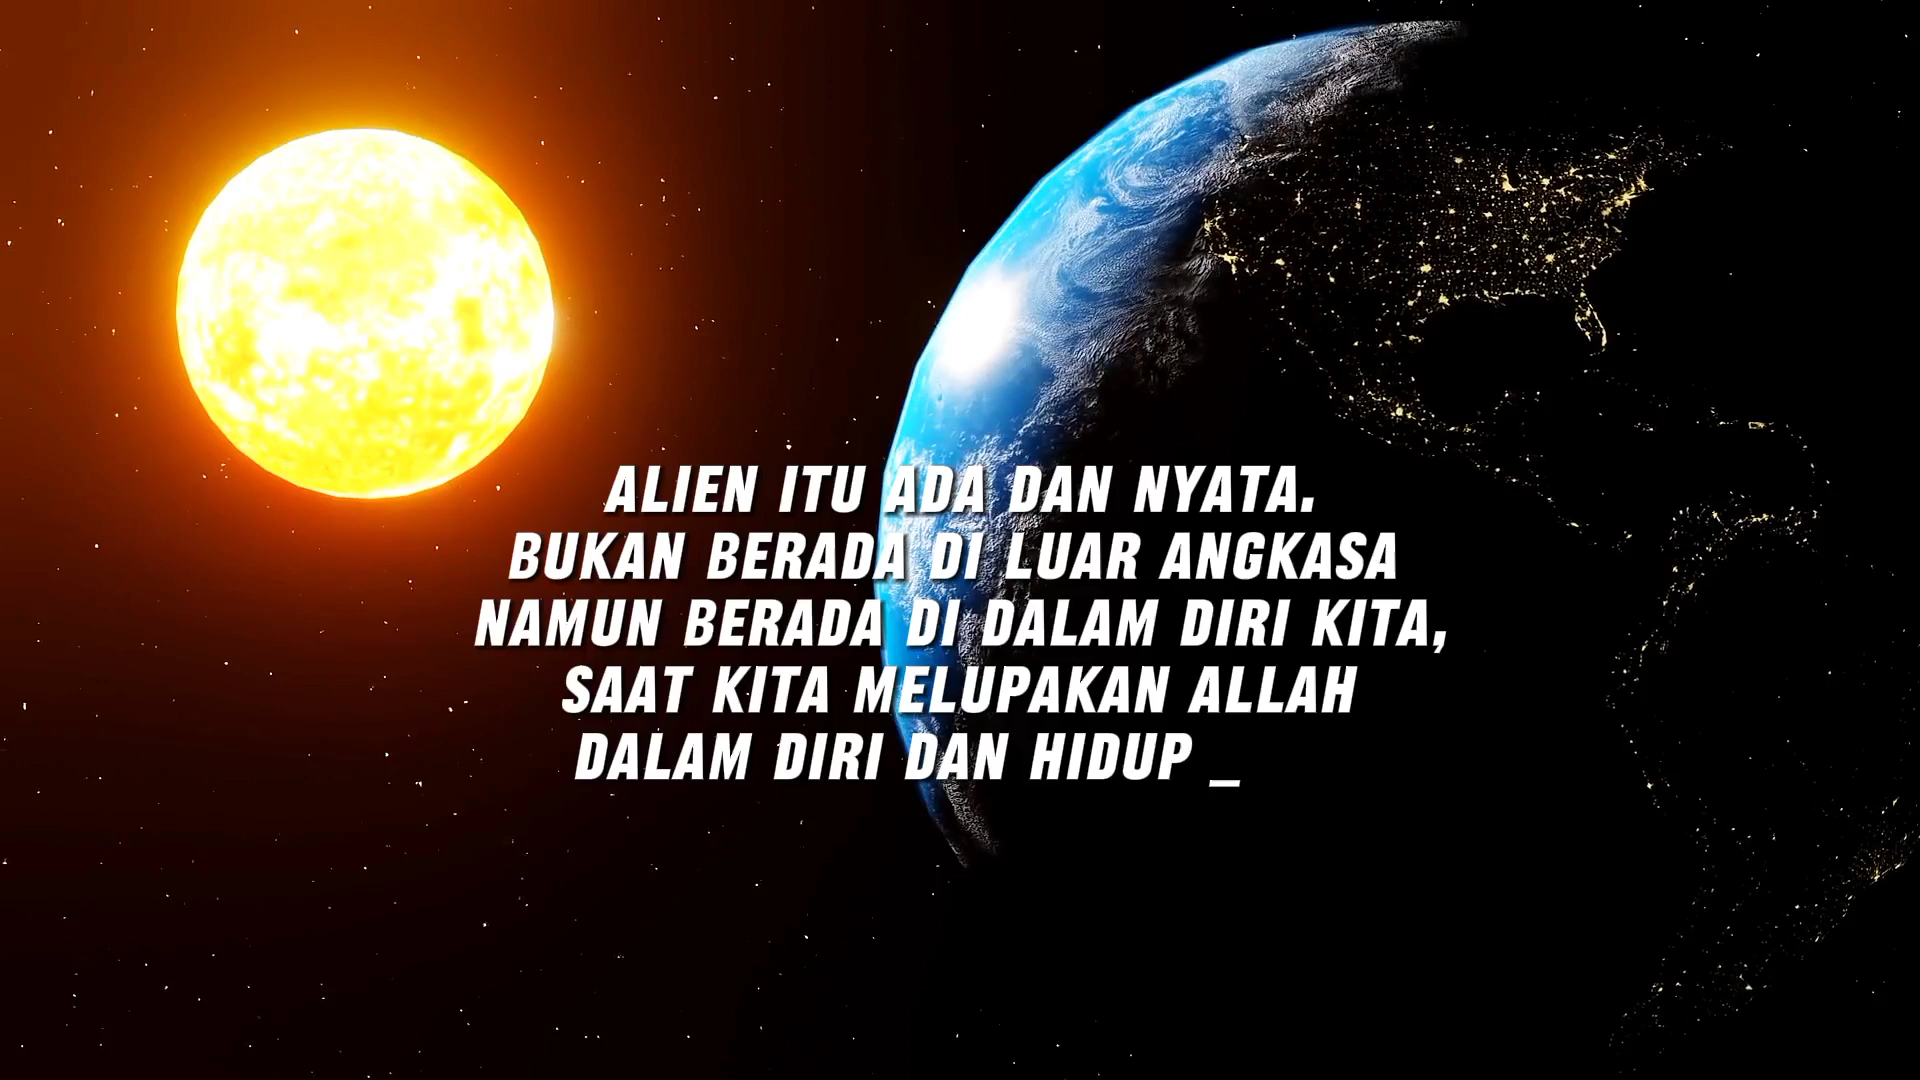 ALIEN ITU ADA DAN NYATA.
BUKAN BERADA DI LUAR ANGKASA
NAMUN BERADA DI DALAM DIRI KITA,
SAAT KITA MELUPAKAN ALLAH
DALAM DIRI DAN HIDUP _